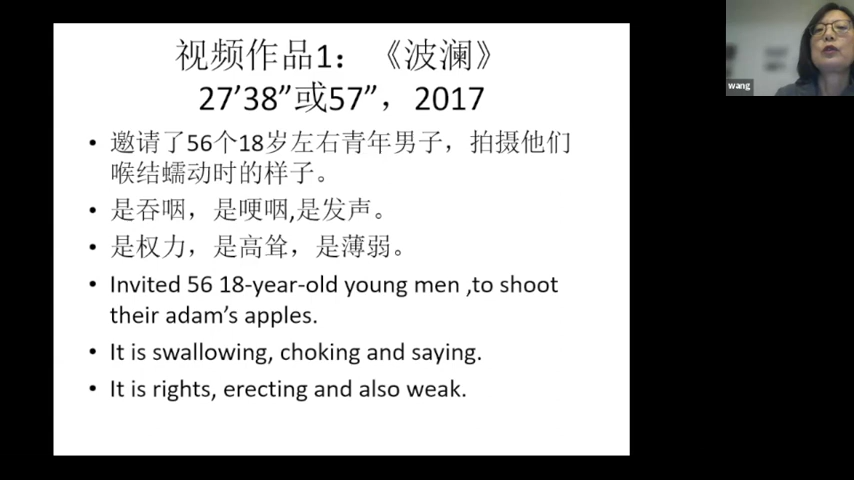 视频作品1：《波澜》
27’38”或57”，2017
• 邀请了56个18岁左右青年男子，拍摄他们
喉结蠕动时的样子。
• 是吞咽，是哽咽,是发声。
• 是权力，是高耸，是薄弱。
• Invited 56 18-year-old young men ,to shoot
their adam’s apples.
• It is swallowing, choking and saying.
• It is rights, erecting and also weak.
wang